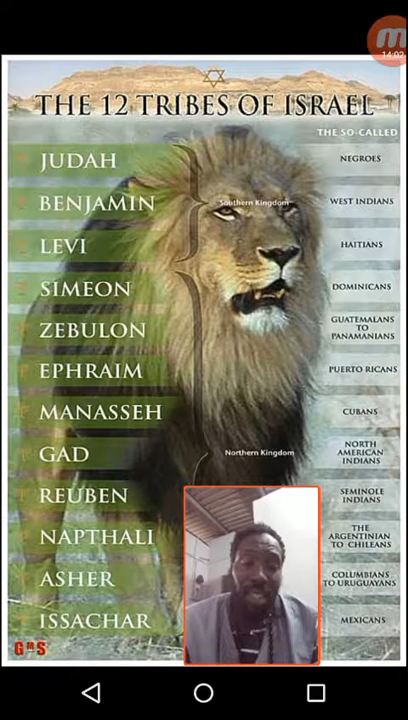 14:02
THE 12 TRIBES OF ISRAEL
THE SO-CALLED
JUDAH
NEGROES
BENJAMIN
Southern Kingdom
WEST INDIANS
LEVI
HAITIANS
SIMEON
DOMINICANS
ZEBULON
GUATEMALANS
TO
PANAMANIANS
EPHRAIM
PUERTO RICANS
MANASSEH
CUBANS
GAD
Northern Kingdom
NORTH
AMERICAN
INDIANS
REUBEN
SEMINOLE
INDIANS
NAPTHALI
THE
ARGENTINIAN
TO CHILEANS
ASHER
COLUMBIANS
TO URUGUAYANS
ISSACHAR
MEXICANS
GMS